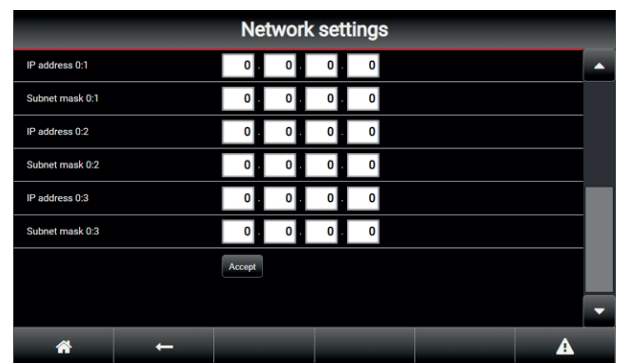 Network settings
IP address 0:1 0 . 0 . 0 . 0
Subnet mask 0:1 0 . 0 . 0 . 0
IP address 0:2 0 . 0 . 0 . 0
Subnet mask 0:2 0 . 0 . 0 . 0
IP address 0:3 0 . 0 . 0 . 0
Subnet mask 0:3 0 . 0 . 0 . 0
Accept